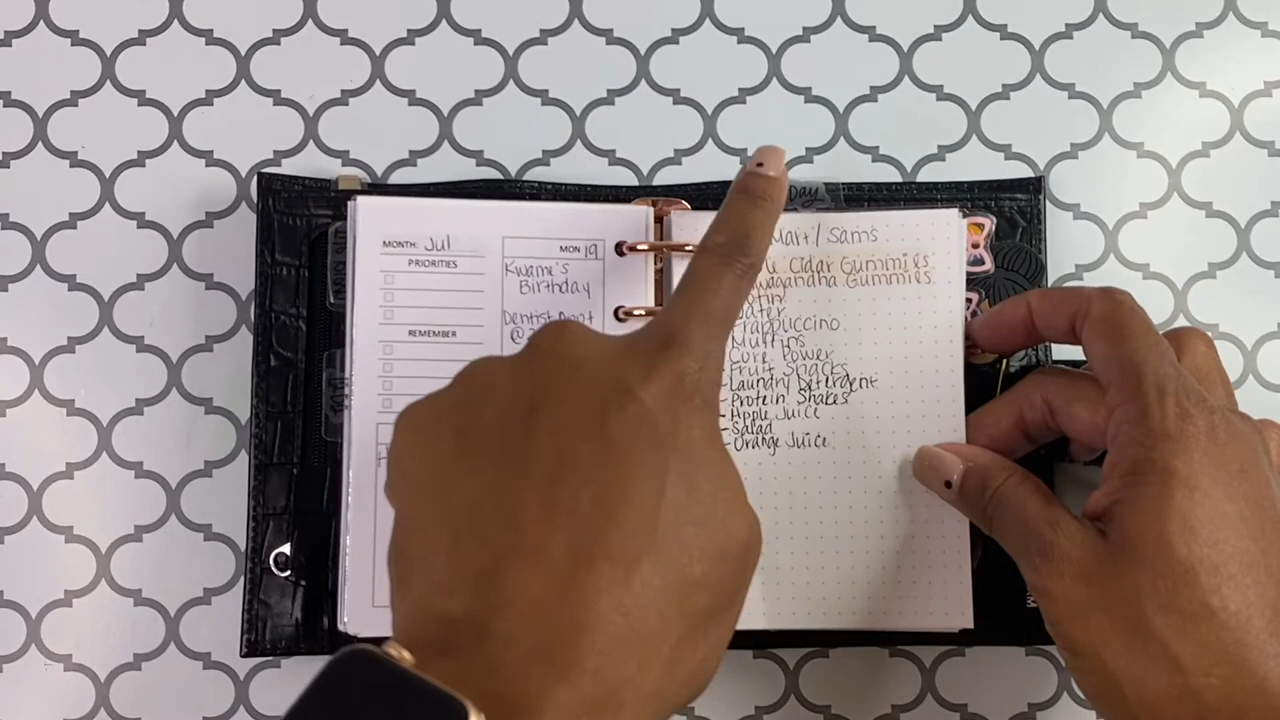 MONTH: Jul
PRIORITIES
REMEMBER
MON 19
Kwame's
Birthday
Dentist Appt
Day
Mart/Sams
Cidar Gummies
Gummies
Frappuccino
Muffins
Core Power
Fruit Snacks
-Laundry Detergent
-Protein Shakes
-Apple Juice
-Salad
-Orange Juice